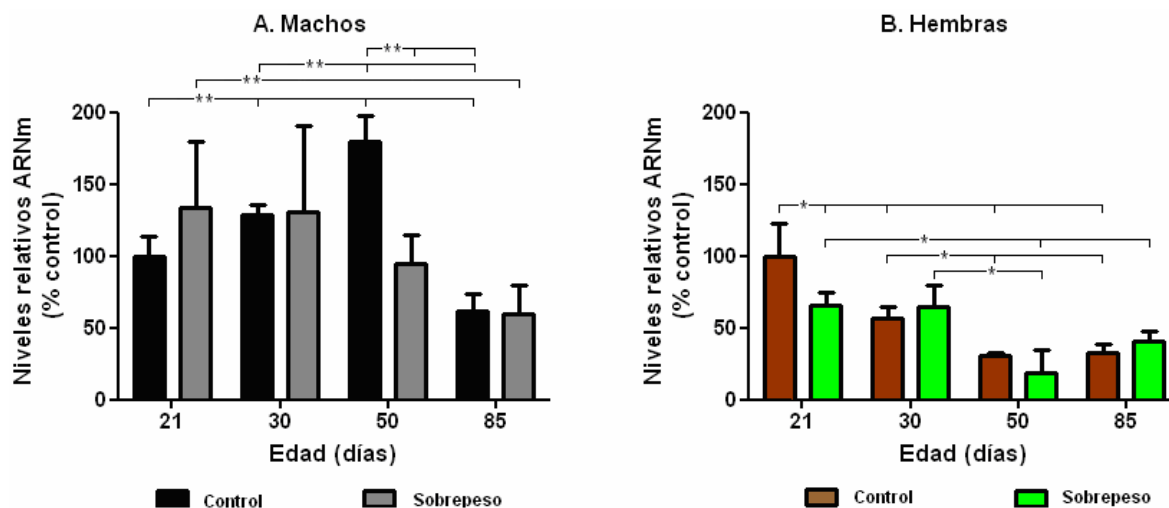 A. Machos
**
**
**
**
Niveles relativos ARNm
(% control)
200
150
100
50
0
21 30 50 85
Edad (días)
Control Sobrepeso
B. Hembras
Niveles relativos ARNm
(% control)
200
150
100
50
0
*
*
*
*
21 30 50 85
Edad (días)
Control Sobrepeso